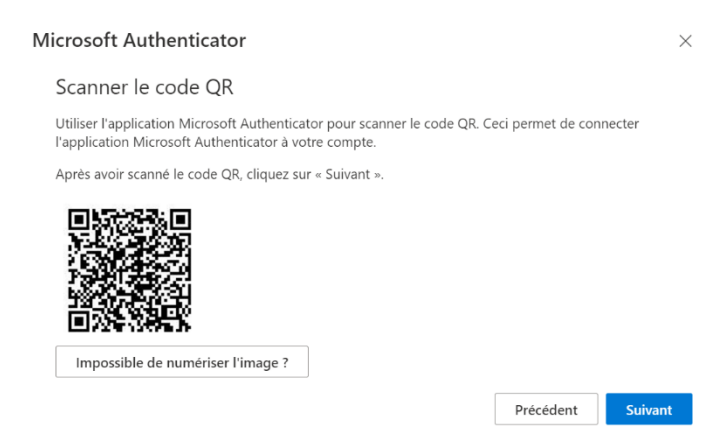 Microsoft Authenticator
Scanner le code QR
Utiliser l'application Microsoft Authenticator pour scanner le code QR. Ceci permet de connecter
l'application Microsoft Authenticator à votre compte.
Après avoir scanné le code QR, cliquez sur « Suivant ».
Impossible de numériser l'image ?
Précédent
Suivant